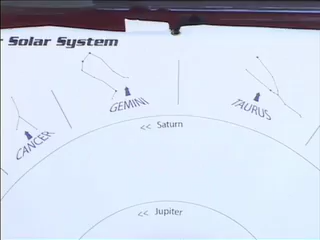 Solar System
GEMINI
TAURUS
CANCER
<< Saturn
<< Jupiter